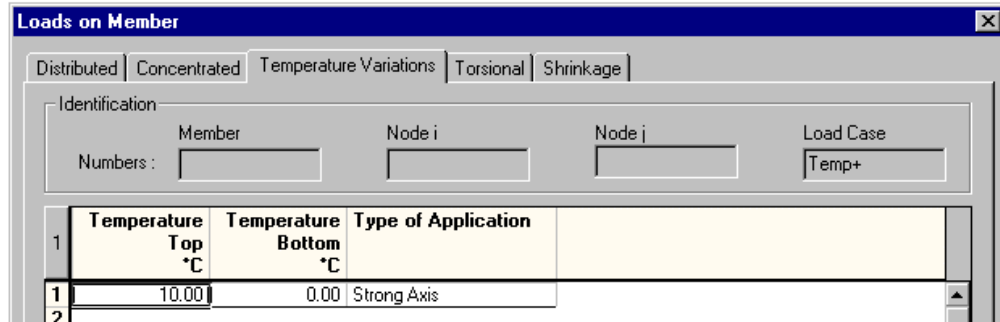 Loads on Member
Distributed Concentrated Temperature Variations Torsional Shrinkage
Identification
Member Node i Node j Load Case
Numbers : Temp+
1 Temperature Top °C Temperature Bottom °C Type of Application
1 10.00 0.00 Strong Axis
2